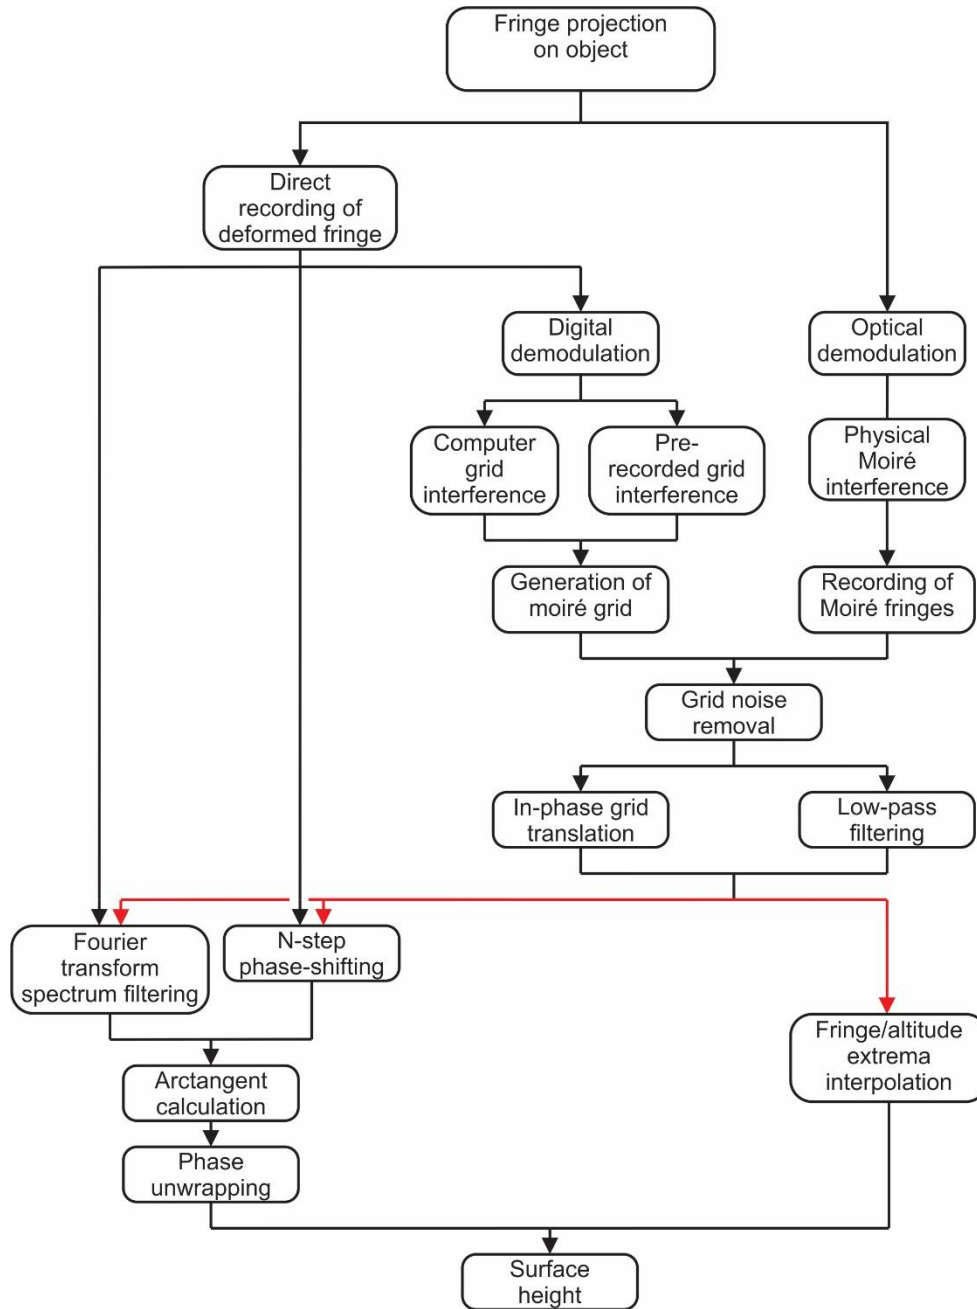 Fringe projection
on object
Direct
recording of
deformed fringe
Digital
demodulation
Optical
demodulation
Computer
grid
interference
Pre-
recorded grid
interference
Physical
Moiré
interference
Generation of
moiré grid
Recording of
Moiré fringes
Grid noise
removal
In-phase grid
translation
Low-pass
filtering
Fourier
transform
spectrum filtering
N-step
phase-shifting
Fringe/altitude
extrema
interpolation
Arctangent
calculation
Phase
unwrapping
Surface
height